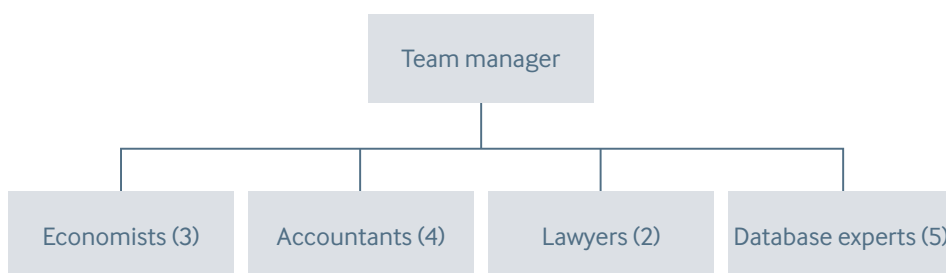 Team manager
Economists (3)
Accountants (4)
Lawyers (2)
Database experts (5)